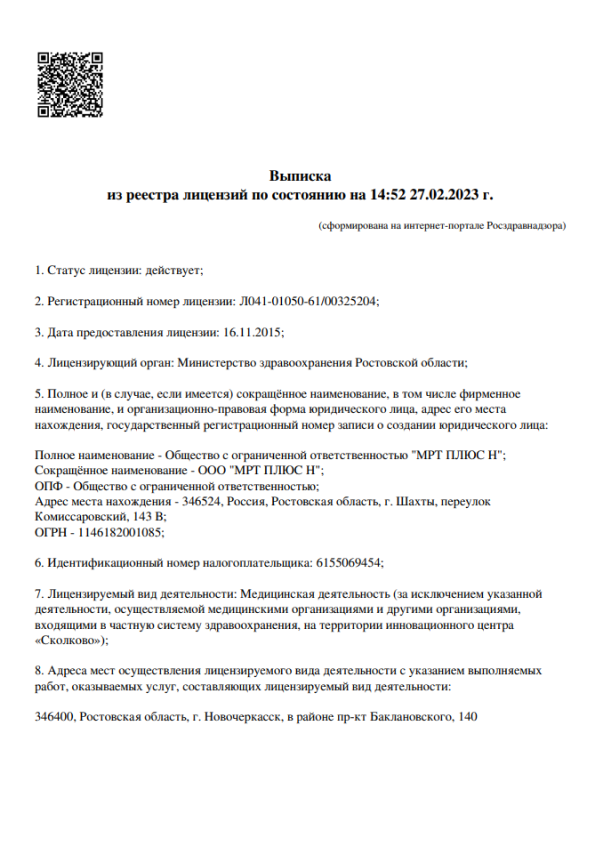 Выписка
из реестра лицензий по состоянию на 14:52 27.02.2023 г.
(сформирована на интернет-портале Росздравнадзора)
1. Статус лицензии: действует;
2. Регистрационный номер лицензии: Л041-01050-61/00325204;
3. Дата предоставления лицензии: 16.11.2015;
4. Лицензирующий орган: Министерство здравоохранения Ростовской области;
5. Полное и (в случае, если имеется) сокращённое наименование, в том числе фирменное
наименование, и организационно-правовая форма юридического лица, адрес его места
нахождения, государственный регистрационный номер записи о создании юридического лица:
Полное наименование - Общество с ограниченной ответственностью "МРТ ПЛЮС Н";
Сокращённое наименование - ООО "МРТ ПЛЮС Н";
ОПФ - Общество с ограниченной ответственностью;
Адрес места нахождения - 346524, Россия, Ростовская область, г. Шахты, переулок
Комиссаровский, 143 В;
ОГРН - 1146182001085;
6. Идентификационный номер налогоплательщика: 6155069454;
7. Лицензируемый вид деятельности: Медицинская деятельность (за исключением указанной
деятельности, осуществляемой медицинскими организациями и другими организациями,
входящими в частную систему здравоохранения, на территории инновационного центра
«Сколково»);
8. Адреса мест осуществления лицензируемого вида деятельности с указанием выполняемых
работ, оказываемых услуг, составляющих лицензируемый вид деятельности:
346400, Ростовская область, г. Новочеркасск, в районе пр-кт Баклановского, 140